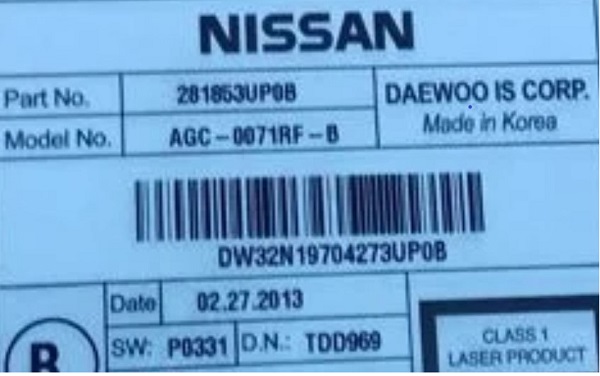 NISSAN
Part No. 281853UP0B DAEWOO IS CORP.
Model No. AGC-0071RF-B Made in Korea
DW32N19704273UP0B
Date 02.27.2013
SW: P0331 D.N.: TDD969
CLASS 1
LASER PRODUCT
R